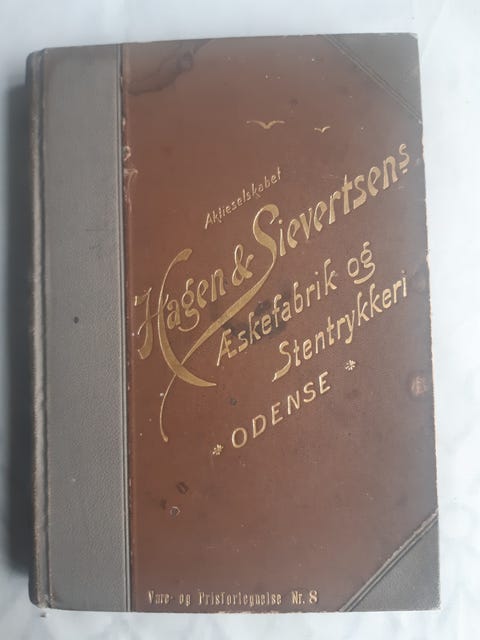 Aktieselskabet
Hagen & Sievertsens
Æskefabrik og
Stentrykkeri
* ODENSE *
Vare- og Prisfortegnelse Nr. 8